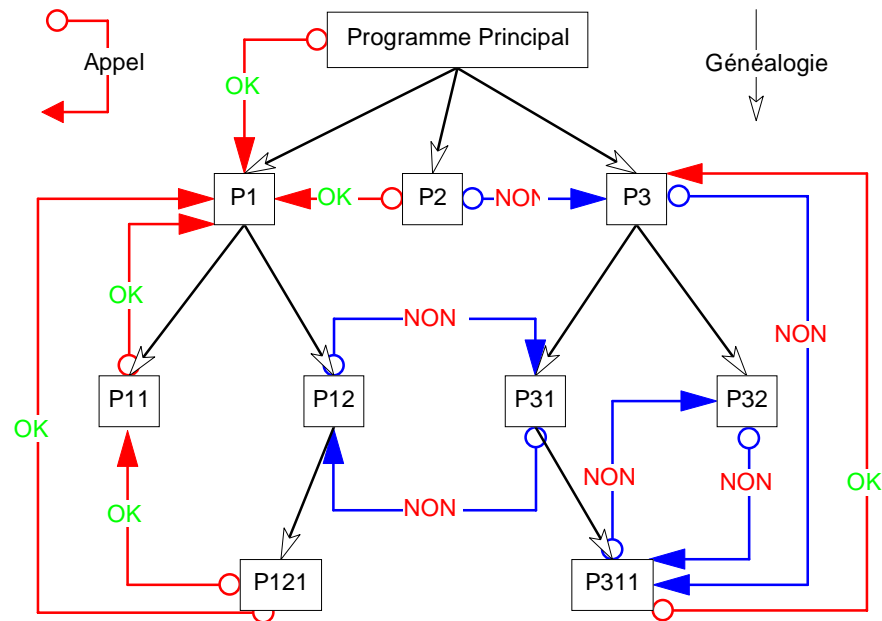 Programme Principal
Appel
Généalogie
OK
P1
OK
P2
NON
P3
OK
NON
NON
P11
P12
P31
P32
OK
NON
NON
OK
OK
NON
P121
P311